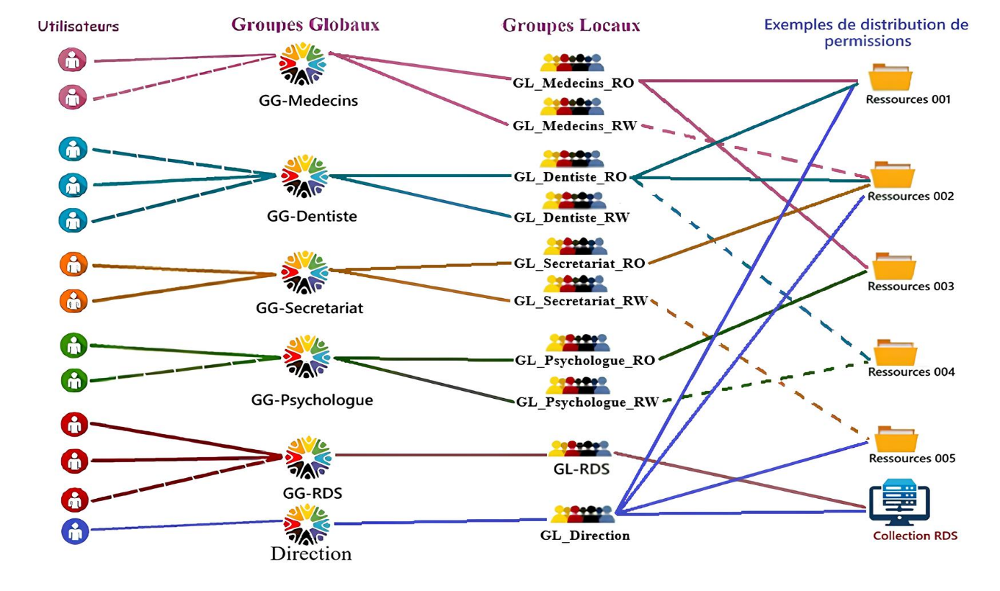 Utilisateurs
Groupes Globaux
Groupes Locaux
Exemples de distribution de
permissions
GG-Medecins
GL_Medecins_RO
Ressources 001
GL_Medecins_RW
GG-Dentiste
GL_Dentiste_RO
Ressources 002
GL_Dentiste_RW
GG-Secretariat
GL_Secretariat_RO
Ressources 003
GL_Secretariat_RW
GG-Psychologue
GL_Psychologue_RO
Ressources 004
GL_Psychologue_RW
GG-RDS
GL-RDS
Ressources 005
Direction
GL_Direction
Collection RDS